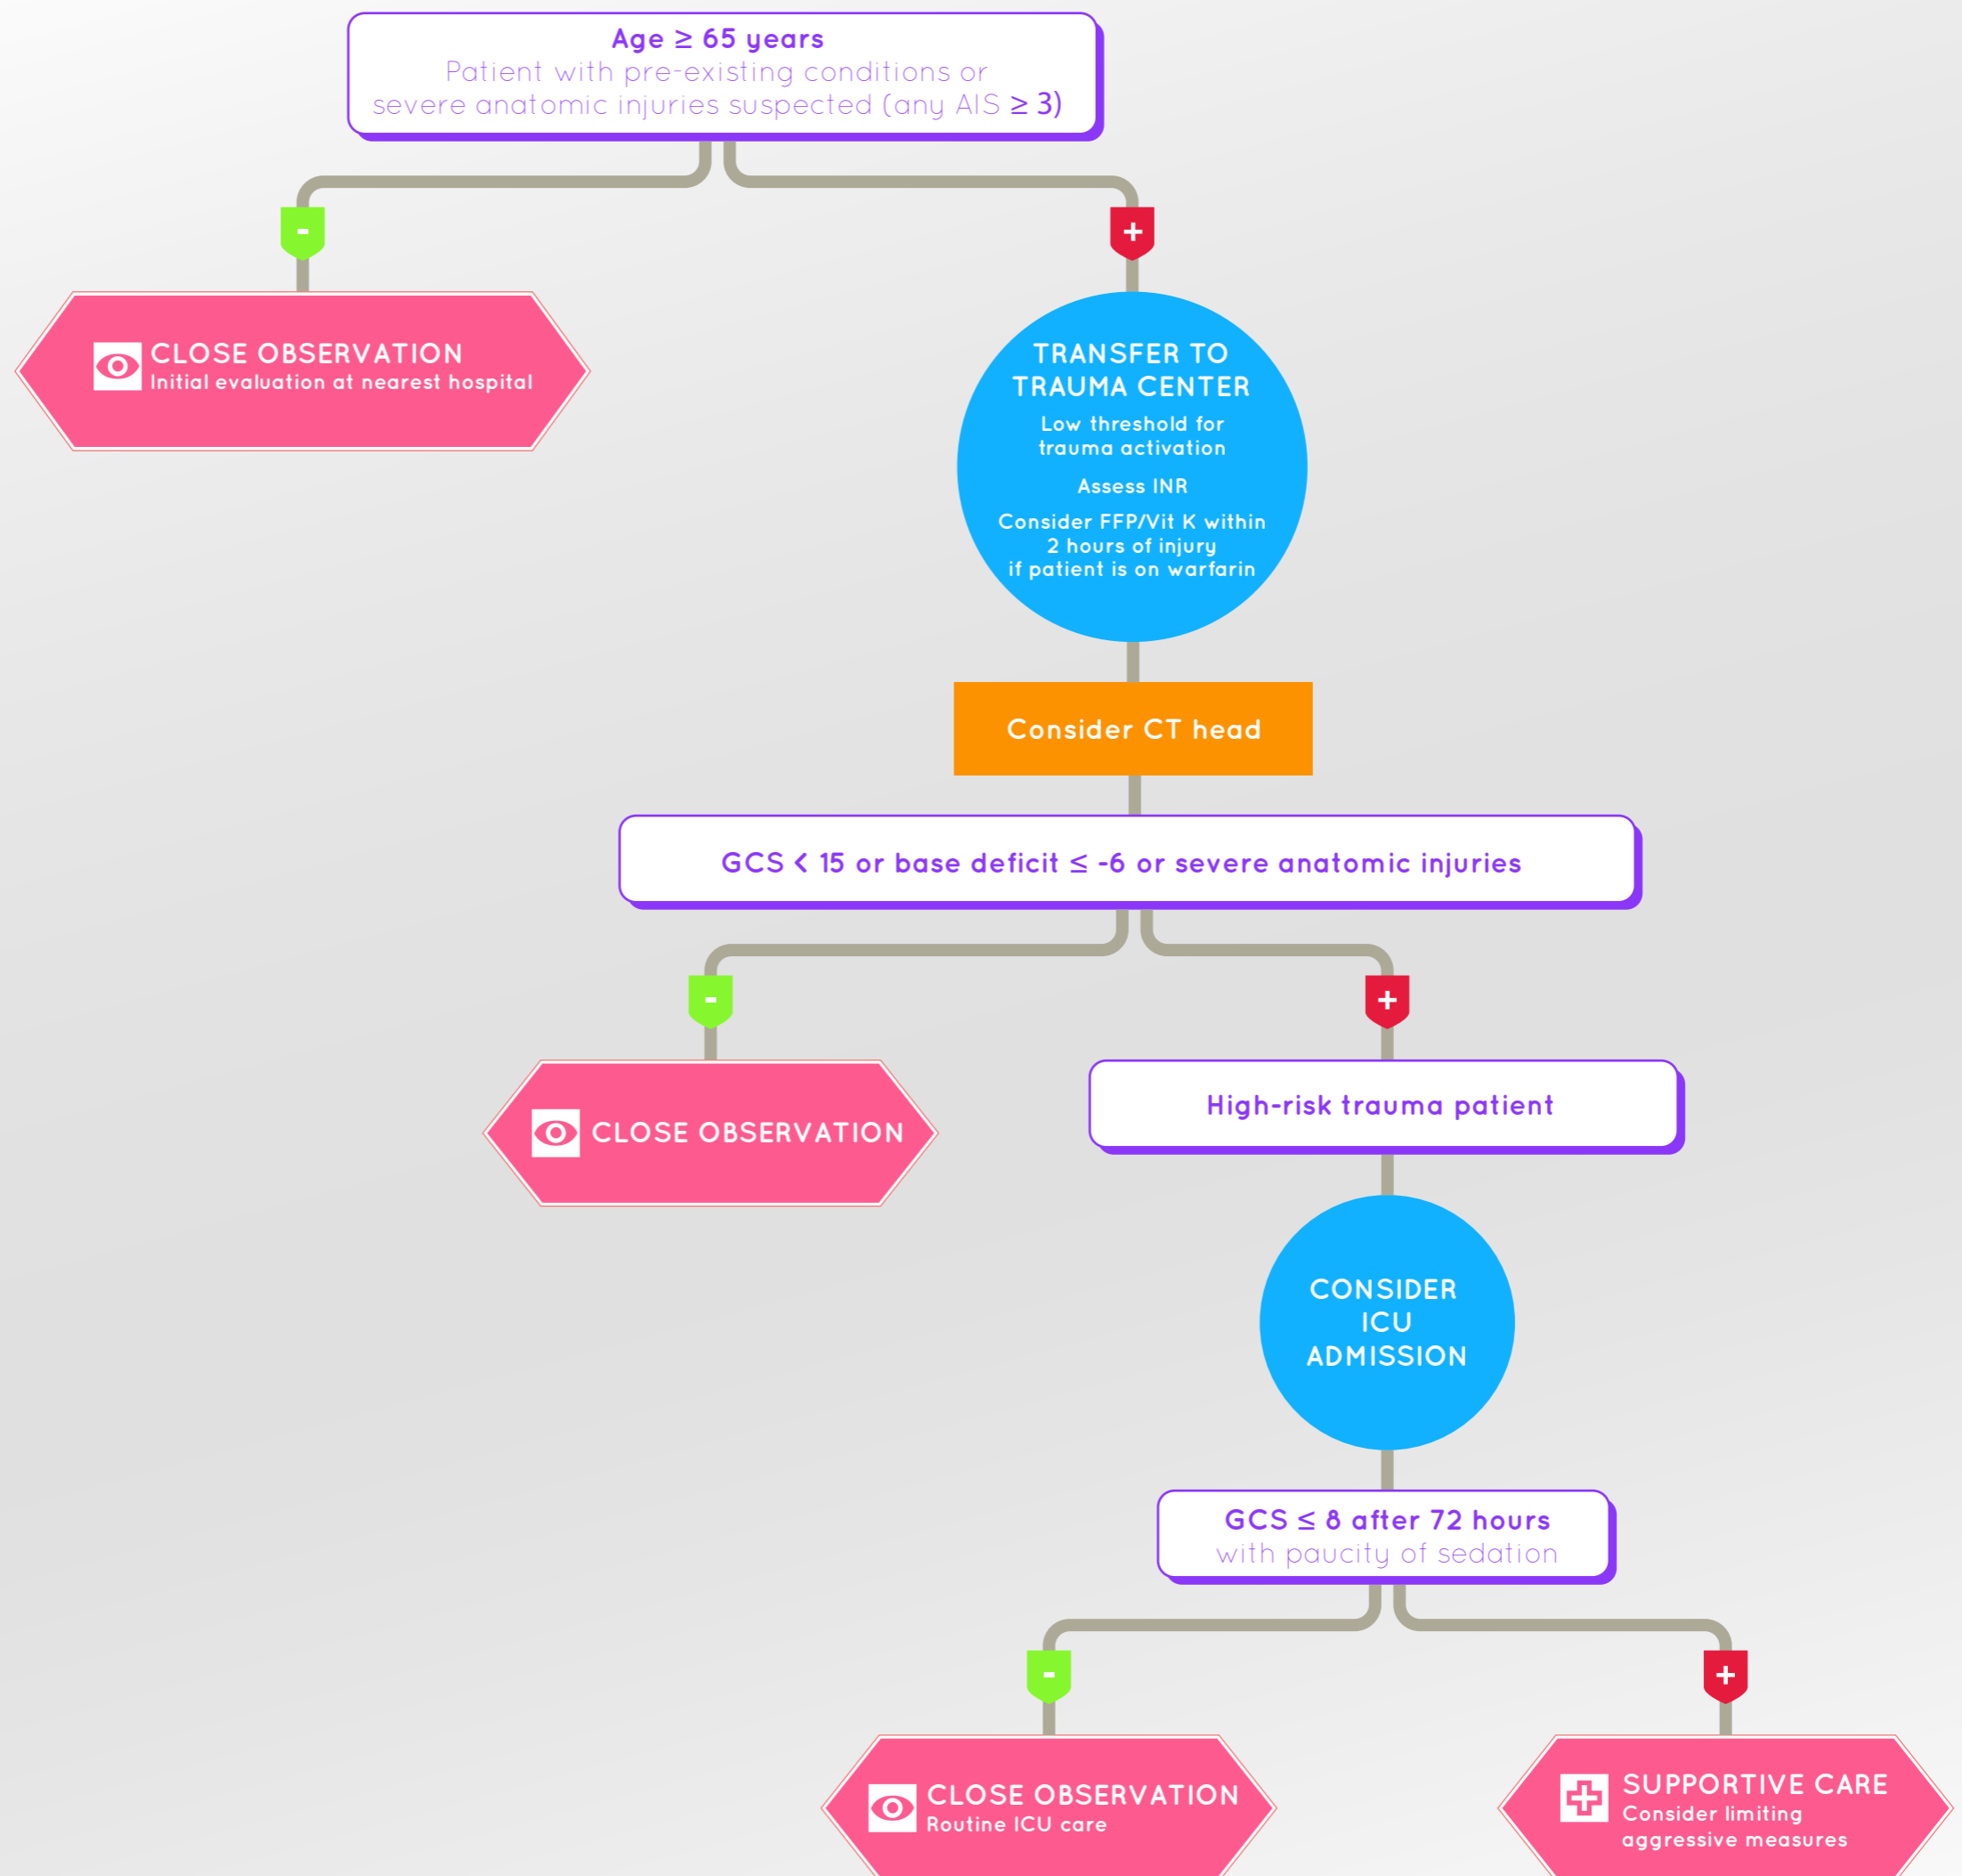 Age ≥ 65 years
Patient with pre-existing conditions or
severe anatomic injuries suspected (any AIS ≥ 3)
-
+
CLOSE OBSERVATION
Initial evaluation at nearest hospital
TRANSFER TO
TRAUMA CENTER
Low threshold for
trauma activation
Assess INR
Consider FFP/Vit K within
2 hours of injury
if patient is on warfarin
Consider CT head
GCS < 15 or base deficit ≤ -6 or severe anatomic injuries
-
+
CLOSE OBSERVATION
High-risk trauma patient
CONSIDER
ICU
ADMISSION
GCS ≤ 8 after 72 hours
with paucity of sedation
-
+
CLOSE OBSERVATION
Routine ICU care
SUPPORTIVE CARE
Consider limiting
aggressive measures